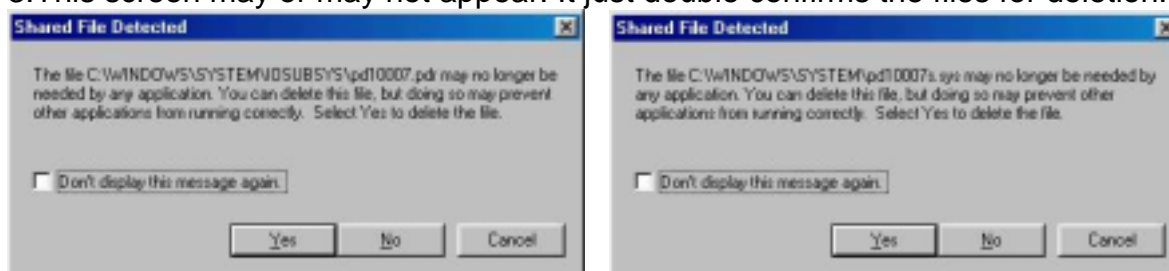 This screen may or may not appear. It just double confirms the files for deletion.
Shared File Detected
The file C:\WINDOWS\SYSTEM\IOSUBSYS\pd10007.pdr may no longer be
needed by any application. You can delete this file, but doing so may prevent
other applications from running correctly. Select Yes to delete the file.
Don't display this message again.
Yes No Cancel
Shared File Detected
The file C:\WINDOWS\SYSTEM\pd10007s.sys may no longer be needed by
any application. You can delete this file, but doing so may prevent other
applications from running correctly. Select Yes to delete the file.
Don't display this message again.
Yes No Cancel